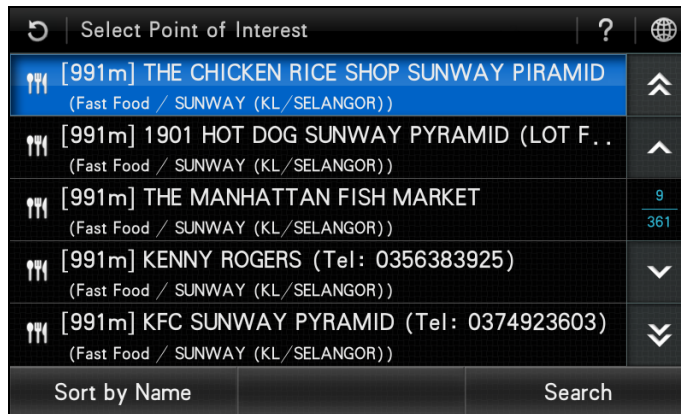 Select Point of Interest ?
[991m] THE CHICKEN RICE SHOP SUNWAY PIRAMID
(Fast Food / SUNWAY (KL/SELANGOR))
[991m] 1901 HOT DOG SUNWAY PYRAMID (LOT F..
(Fast Food / SUNWAY (KL/SELANGOR))
[991m] THE MANHATTAN FISH MARKET
(Fast Food / SUNWAY (KL/SELANGOR))
9
361
[991m] KENNY ROGERS (Tel: 0356383925)
(Fast Food / SUNWAY (KL/SELANGOR))
[991m] KFC SUNWAY PYRAMID (Tel: 0374923603)
(Fast Food / SUNWAY (KL/SELANGOR))
Sort by Name
Search